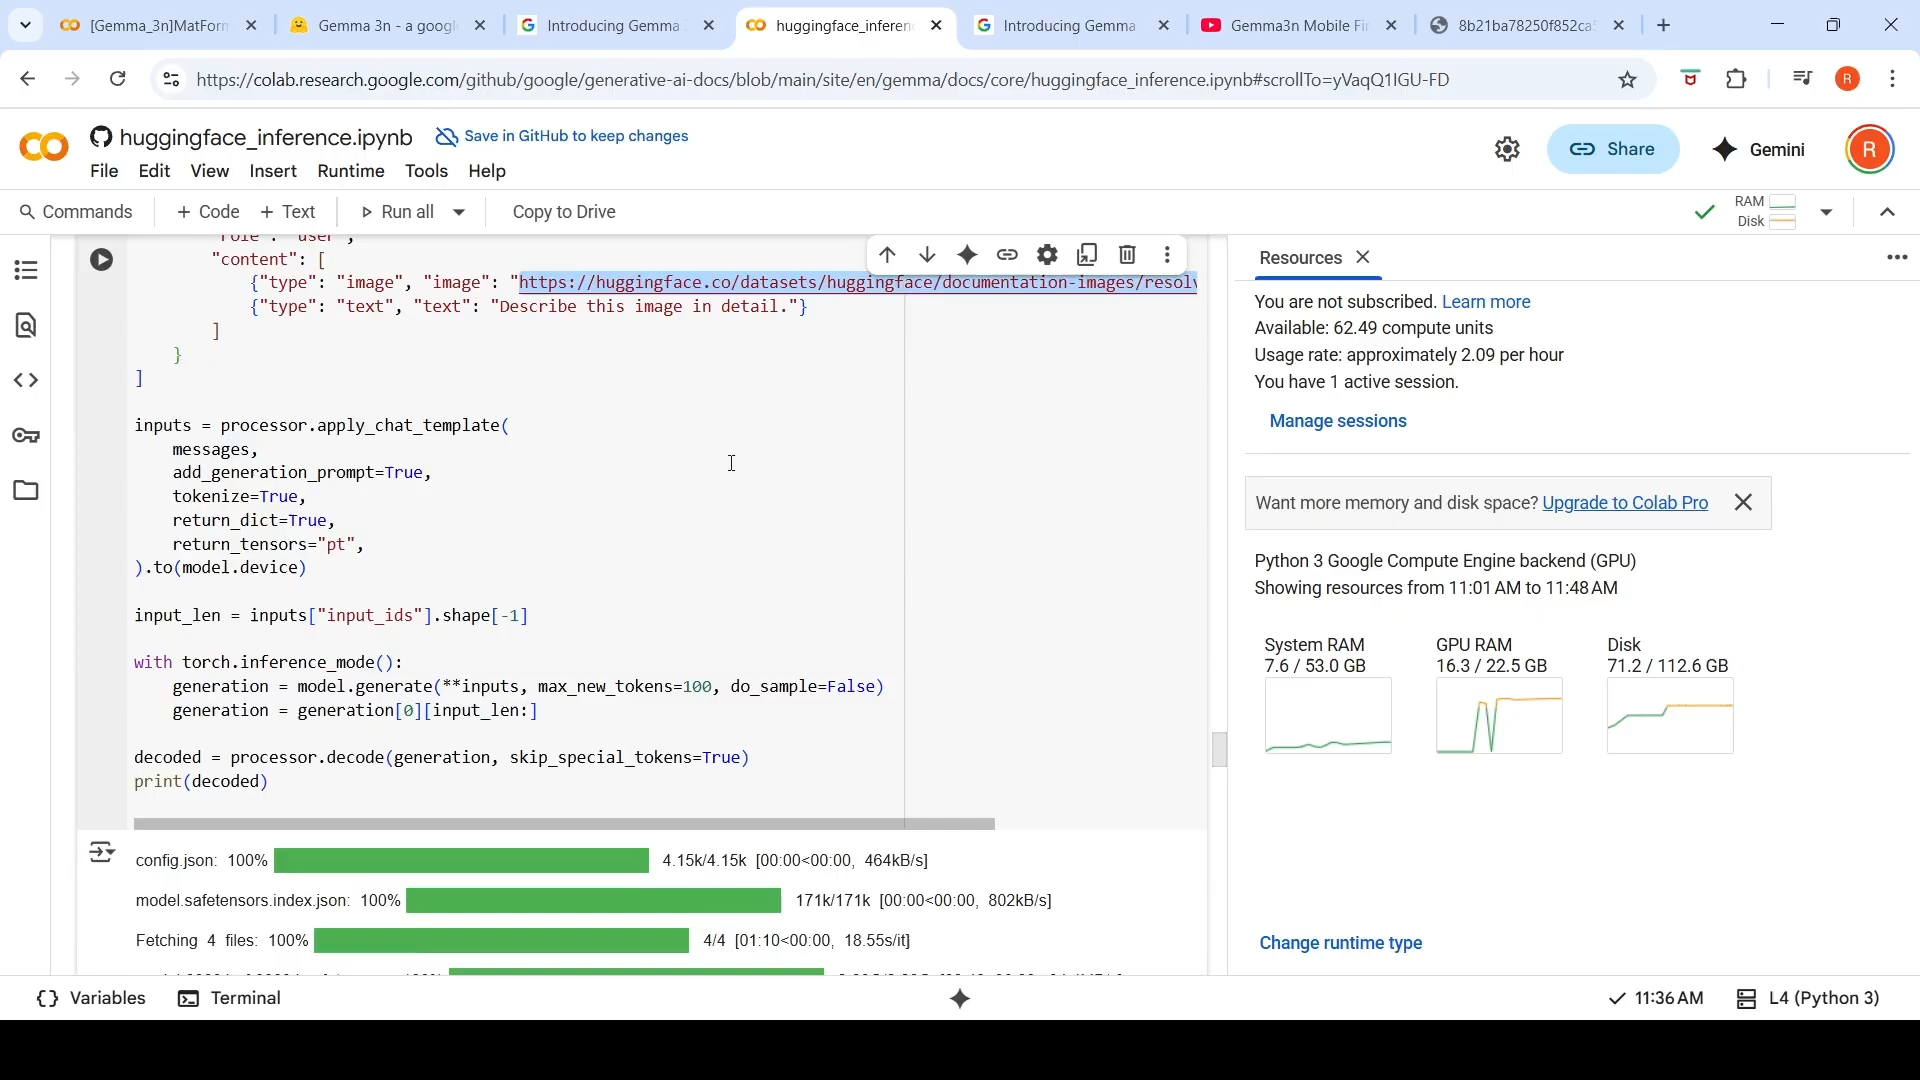 [Gemma_3n]MatForm
Gemma 3n - a google
Introducing Gemma 3
huggingface_inferen
Introducing Gemma
Gemma3n Mobile Fir
8b21ba78250f852ca5
https://colab.research.google.com/github/google/generative-ai-docs/blob/main/site/en/gemma/docs/core/huggingface_inference.ipynb#scrollTo=yVaqQ1IGU-FD
R
huggingface_inference.ipynb
Save in GitHub to keep changes
Share
Gemini
R
File Edit View Insert Runtime Tools Help
Commands + Code + Text Run all Copy to Drive
RAM
Disk
"role": "user",
"content": [
{"type": "image", "image": "https://huggingface.co/datasets/huggingface/documentation-images/resolv
{"type": "text", "text": "Describe this image in detail."}
]
}
]
inputs = processor.apply_chat_template(
messages,
add_generation_prompt=True,
tokenize=True,
return_dict=True,
return_tensors="pt",
).to(model.device)
input_len = inputs["input_ids"].shape[-1]
with torch.inference_mode():
generation = model.generate(**inputs, max_new_tokens=100, do_sample=False)
generation = generation[0][input_len:]
decoded = processor.decode(generation, skip_special_tokens=True)
print(decoded)
config.json: 100% 4.15k/4.15k [00:00<00:00, 464kB/s]
model.safetensors.index.json: 100% 171k/171k [00:00<00:00, 802kB/s]
Fetching 4 files: 100% 4/4 [01:10<00:00, 18.55s/it]
Resources
You are not subscribed. Learn more
Available: 62.49 compute units
Usage rate: approximately 2.09 per hour
You have 1 active session.
Manage sessions
Want more memory and disk space? Upgrade to Colab Pro
Python 3 Google Compute Engine backend (GPU)
Showing resources from 11:01 AM to 11:48 AM
System RAM
7.6 / 53.0 GB
GPU RAM
16.3 / 22.5 GB
Disk
71.2 / 112.6 GB
Change runtime type
Variables Terminal
11:36 AM L4 (Python 3)